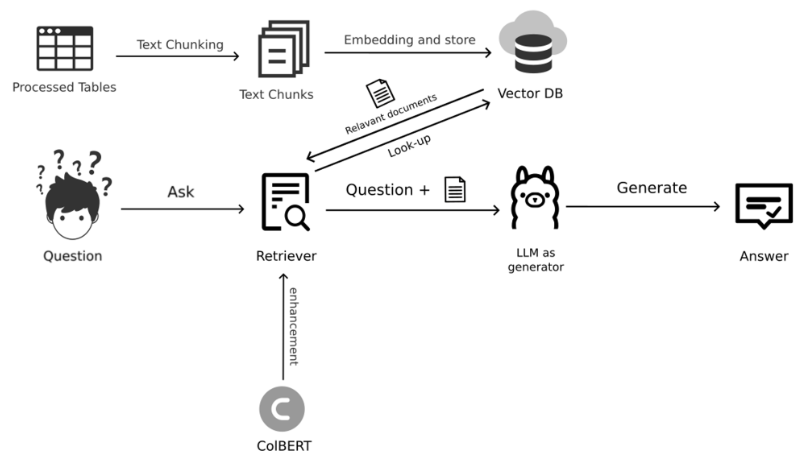 Text Chunking
Embedding and store
Processed Tables
Text Chunks
Vector DB
Relavant documents
Look-up
Ask
Question +
Generate
Question
Retriever
LLM as
generator
Answer
enhancement
C
ColBERT